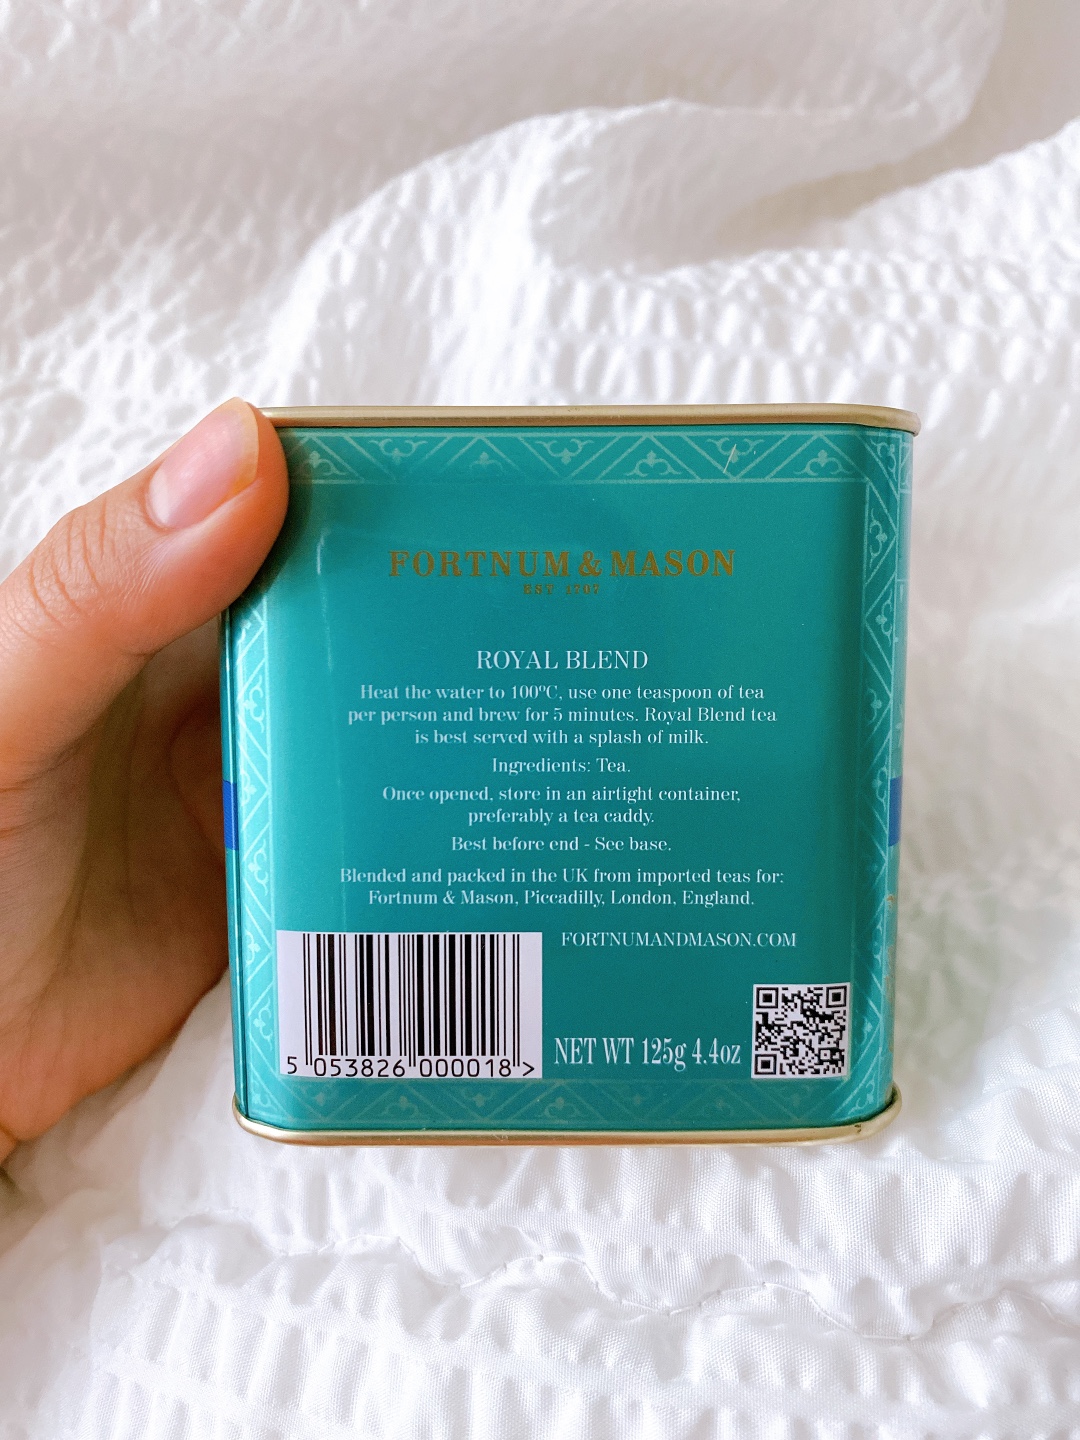 FORTNUM & MASON
EST 1707
ROYAL BLEND
Heat the water to 100ºC, use one teaspoon of tea
per person and brew for 5 minutes. Royal Blend tea
is best served with a splash of milk.
Ingredients: Tea.
Once opened, store in an airtight container,
preferably a tea caddy.
Best before end - See base.
Blended and packed in the UK from imported teas for:
Fortnum & Mason, Piccadilly, London, England.
FORTNUMANDMASON.COM
NET WT 125g 4.4oz
5 053826 000018 >